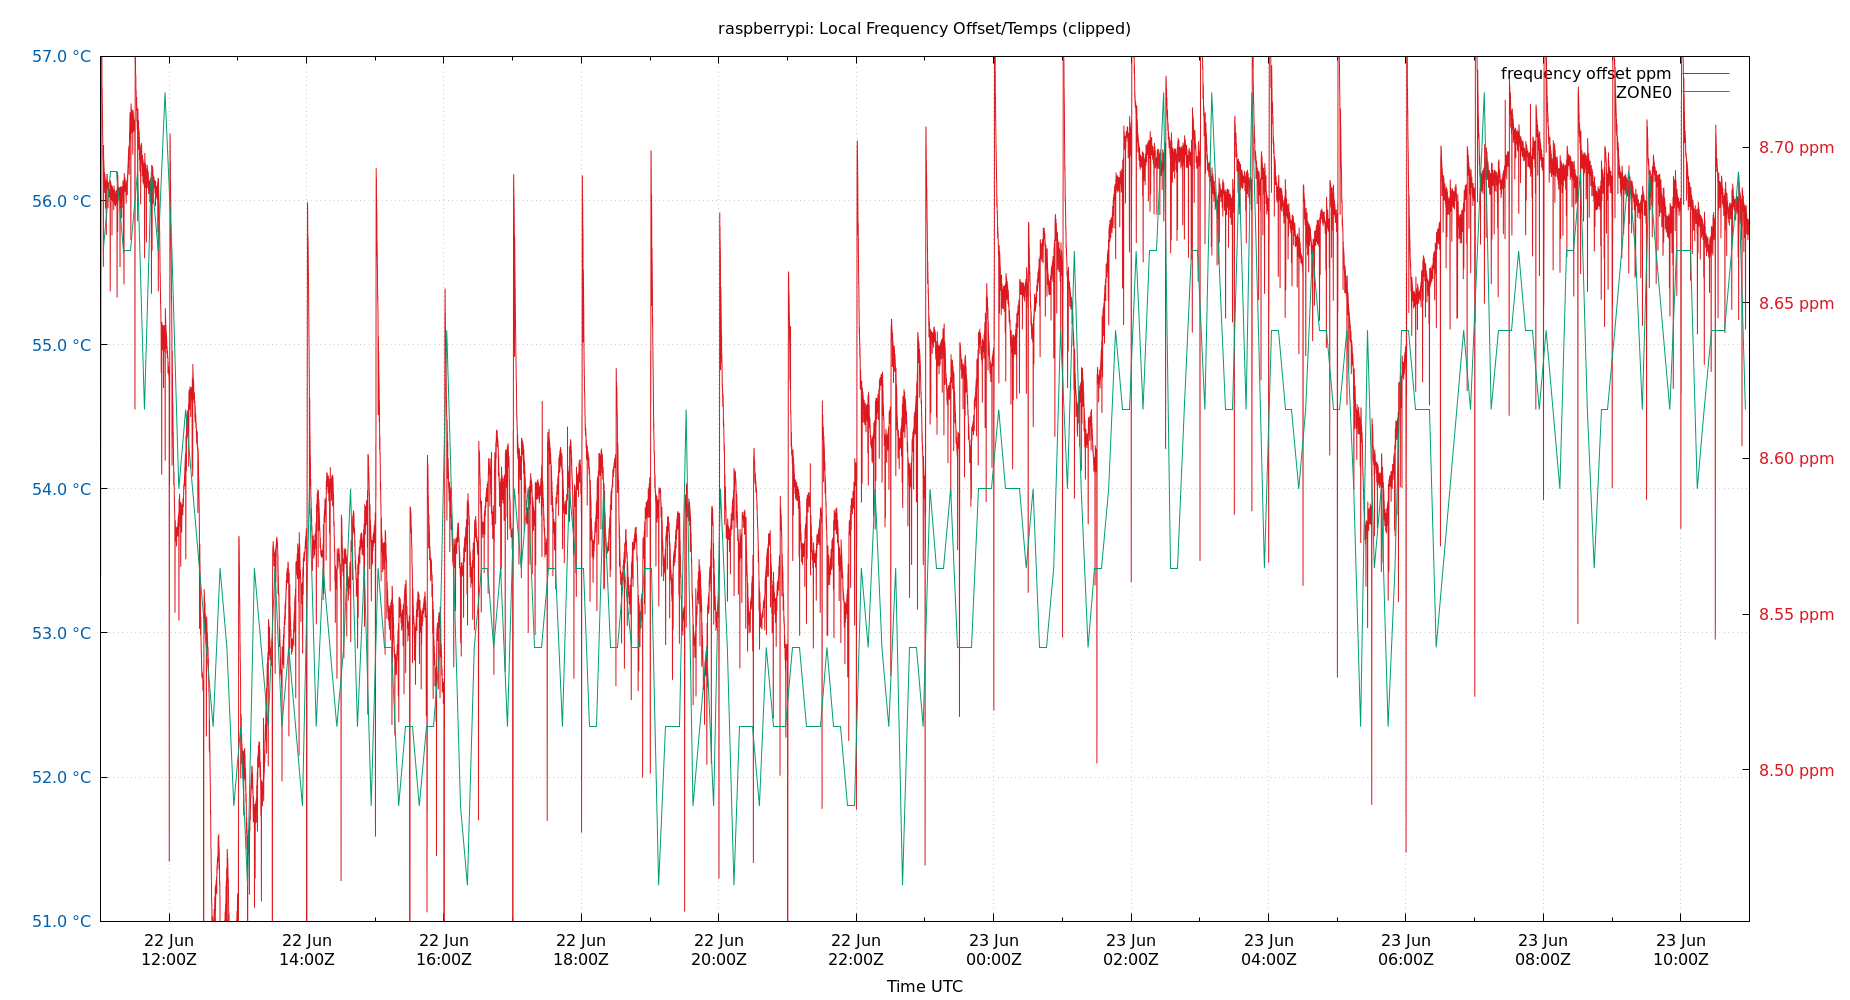 raspberrypi: Local Frequency Offset/Temps (clipped)
57.0 °C
56.0 °C
55.0 °C
54.0 °C
53.0 °C
52.0 °C
51.0 °C
frequency offset ppm
ZONE0
8.70 ppm
8.65 ppm
8.60 ppm
8.55 ppm
8.50 ppm
22 Jun 22 Jun 22 Jun 22 Jun 22 Jun 22 Jun 23 Jun 23 Jun 23 Jun 23 Jun 23 Jun 23 Jun
12:00Z 14:00Z 16:00Z 18:00Z 20:00Z 22:00Z 00:00Z 02:00Z 04:00Z 06:00Z 08:00Z 10:00Z
Time UTC